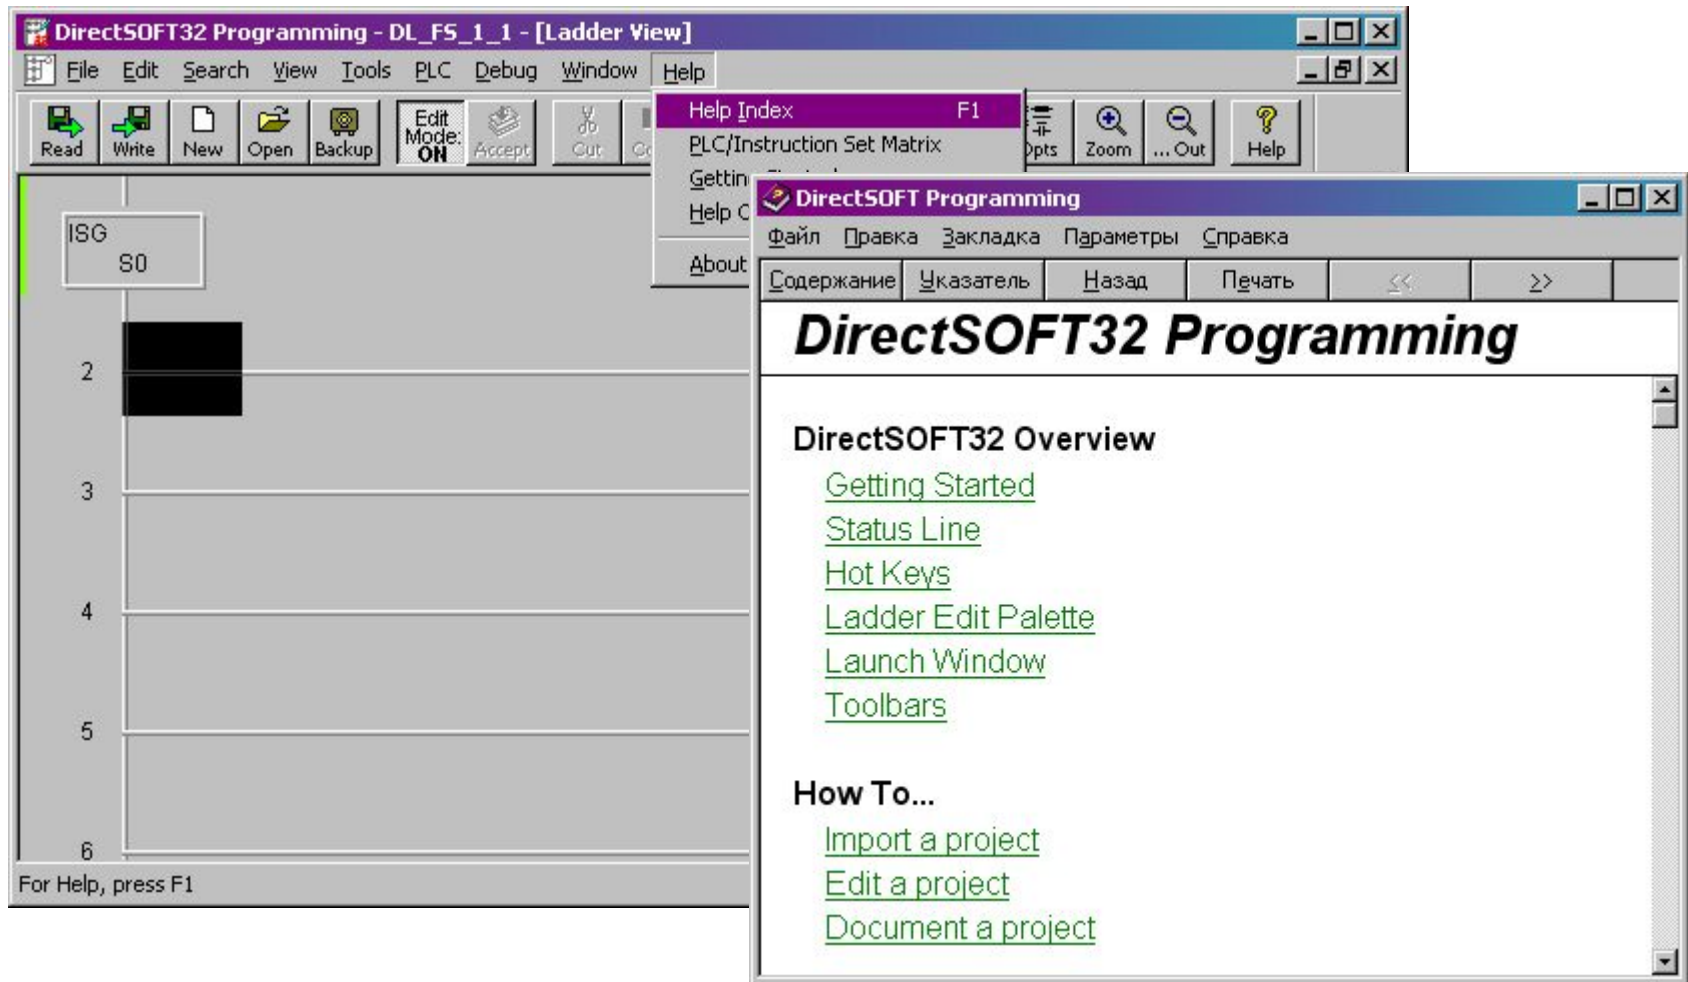 DirectSOFT32 Programming - DL_FS_1_1 - [Ladder View]
File Edit Search View Tools PLC Debug Window Help
Read Write New Open Backup Edit Mode: ON Accept Cut Zoom ... Out Help
Help Index F1
PLC/Instruction Set Matrix
Help
About
ISG
S0
2
3
4
5
6
For Help, press F1
DirectSOFT Programming
Файл Правка Закладка Параметры Справка
Содержание Указатель Назад Печать << >>
DirectSOFT32 Programming
DirectSOFT32 Overview
Getting Started
Status Line
Hot Keys
Ladder Edit Palette
Launch Window
Toolbars
How To...
Import a project
Edit a project
Document a project